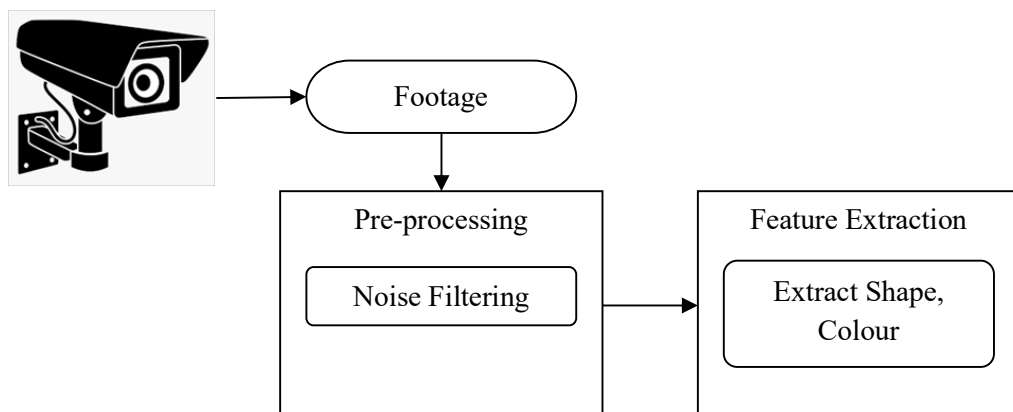 Footage
Pre-processing
Noise Filtering
Feature Extraction
Extract Shape,
Colour